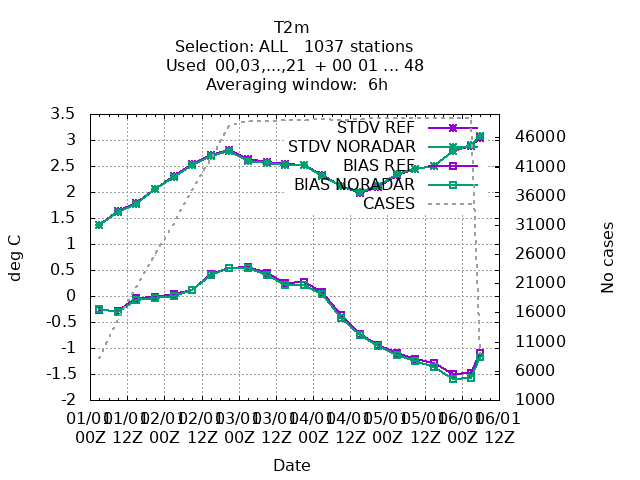 T2m
Selection: ALL   1037 stations
Used  00,03,...,21  + 00 01 ... 48
Averaging window:  6h
3.5
3
2.5
2
1.5
1
0.5
0
-0.5
-1
-1.5
-2
deg C
STDV REF
STDV NORADAR
BIAS REF
BIAS NORADAR
CASES
46000
41000
36000
31000
26000
21000
16000
11000
6000
1000
No cases
01/01 01/01 02/01 02/01 03/01 03/01 04/01 04/01 05/01 05/01 06/01 06/01
00Z 12Z 00Z 12Z 00Z 12Z 00Z 12Z 00Z 12Z 00Z 12Z
Date